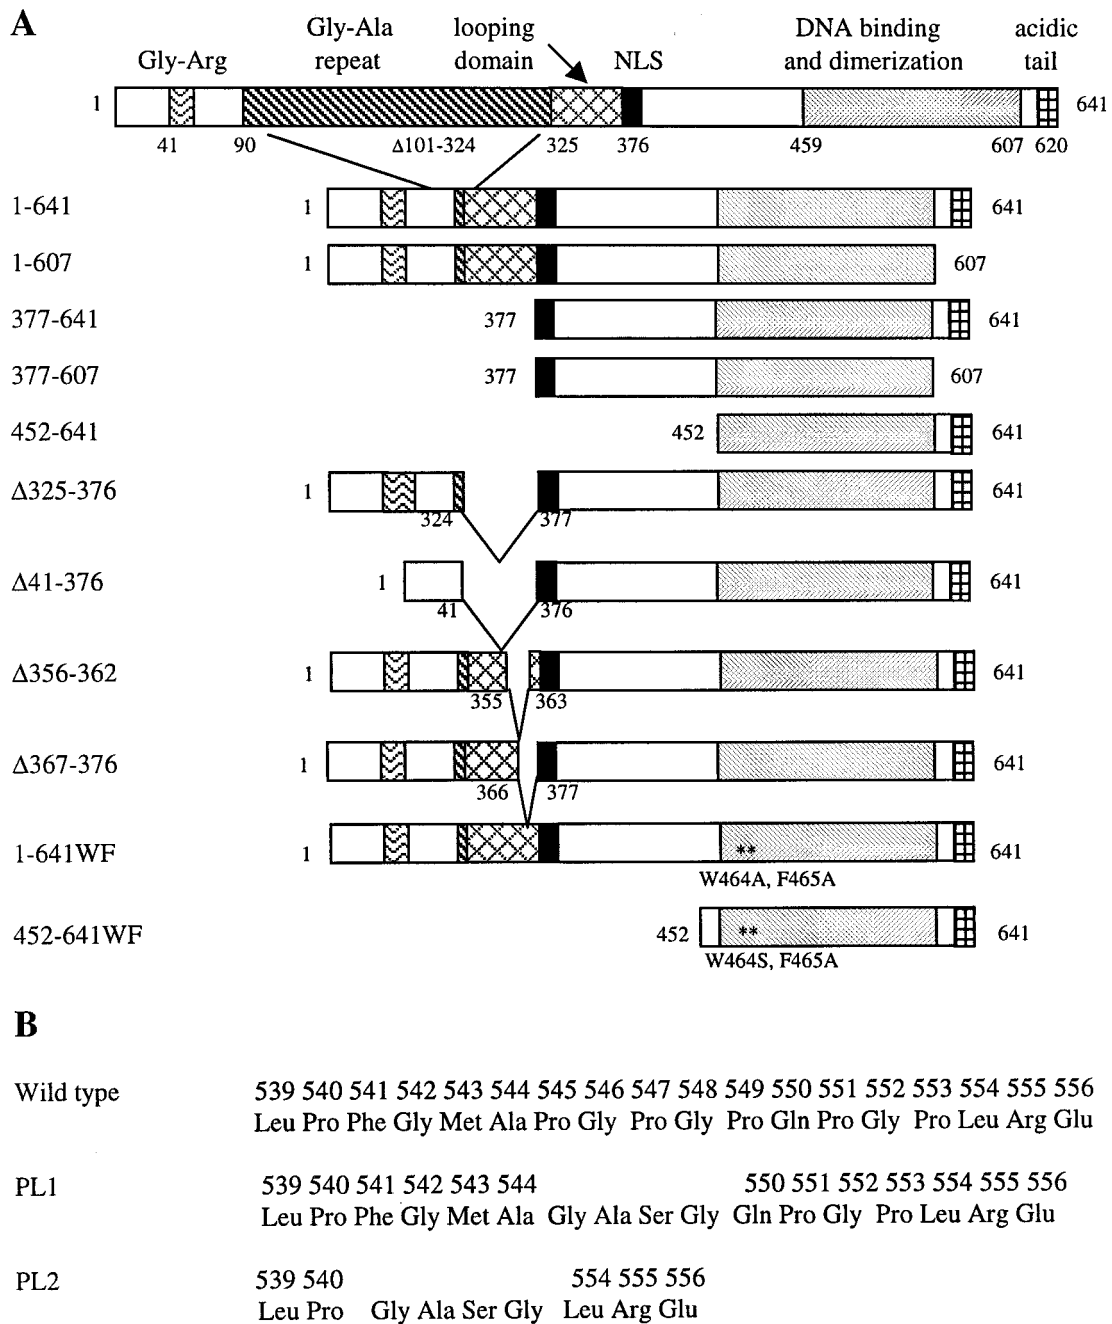 A
Gly-Ala looping DNA binding acidic
Gly-Arg repeat domain NLS and dimerization tail
1 641
41 90 Δ101-324 325 376 459 607 620
1-641 1 641
1-607 1 607
377-641 377 641
377-607 377 607
452-641 452 641
Δ325-376 1 641
324 377
Δ41-376 1 641
41 376
Δ356-362 1 641
355 363
Δ367-376 1 641
366 377
1-641WF 1 ** 641
W464A, F465A
452-641WF 452 ** 641
W464S, F465A
B
Wild type 539 540 541 542 543 544 545 546 547 548 549 550 551 552 553 554 555 556
Leu Pro Phe Gly Met Ala Pro Gly Pro Gly Pro Gln Pro Gly Pro Leu Arg Glu
PL1 539 540 541 542 543 544 550 551 552 553 554 555 556
Leu Pro Phe Gly Met Ala Gly Ala Ser Gly Gln Pro Gly Pro Leu Arg Glu
PL2 539 540 554 555 556
Leu Pro Gly Ala Ser Gly Leu Arg Glu